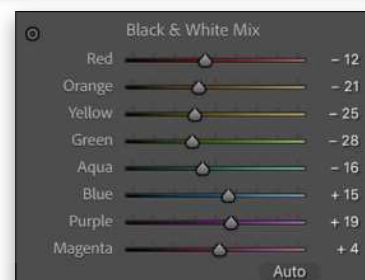 Black & White Mix
Red – 12
Orange – 21
Yellow – 25
Green – 28
Aqua – 16
Blue + 15
Purple + 19
Magenta + 4
Auto